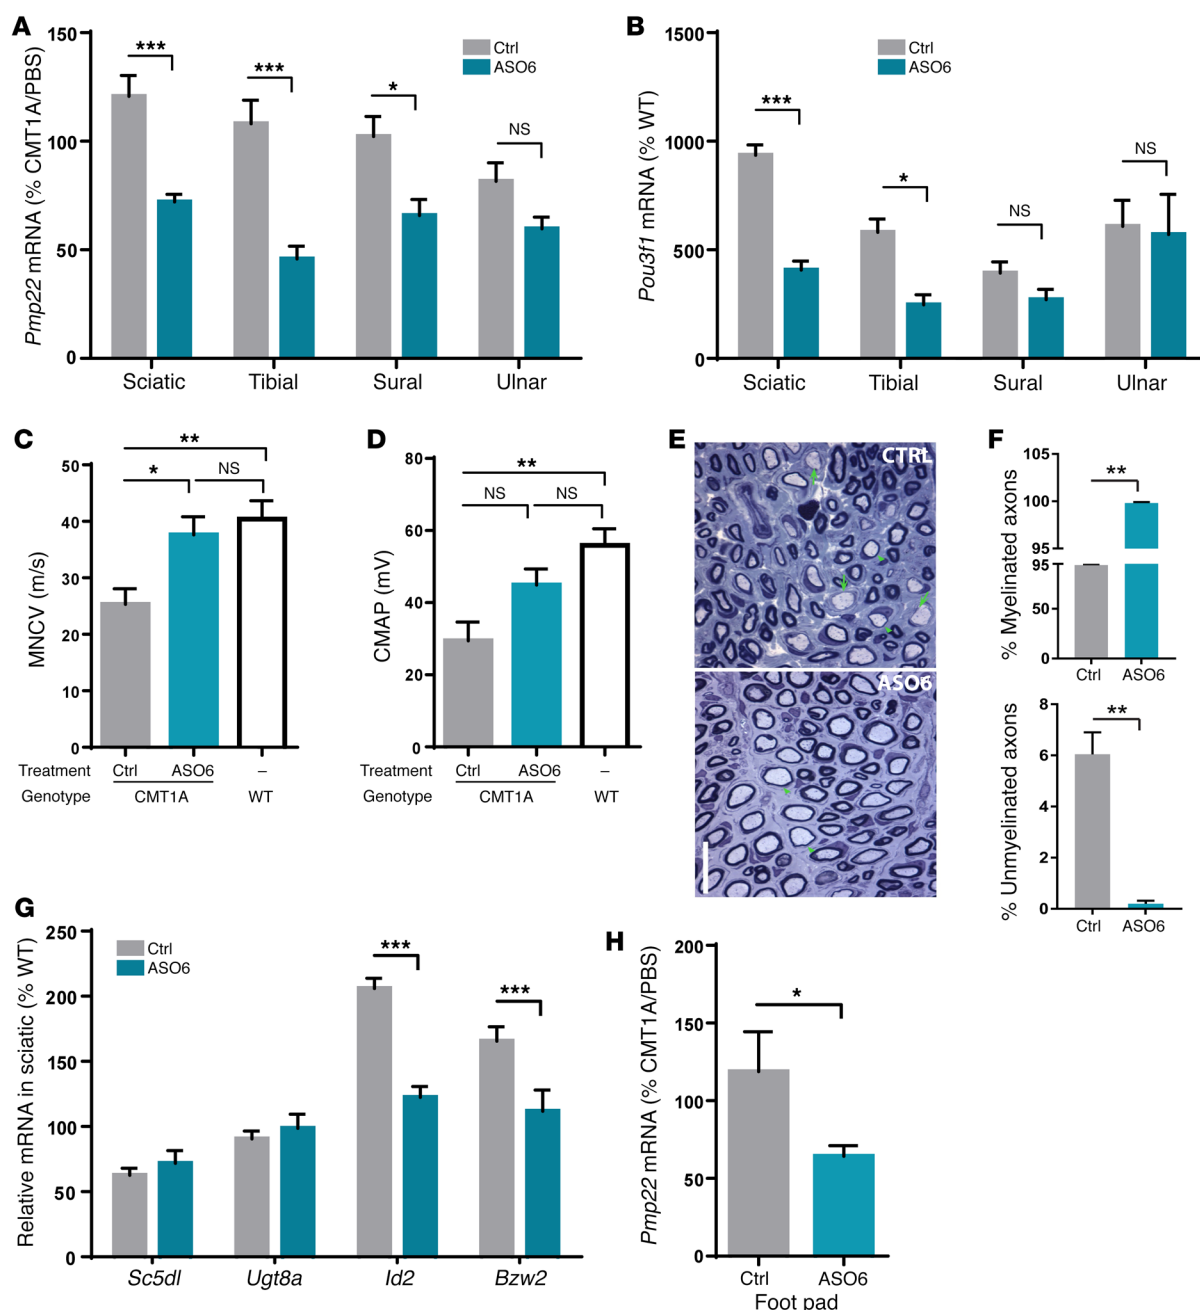 A
Pmp22 mRNA (% CMT1A/PBS)
150
100
50
0
***
***
*
NS
Ctrl
ASO6
Sciatic
Tibial
Sural
Ulnar
B
Pou3f1 mRNA (% WT)
1500
1000
500
0
***
*
NS
NS
Ctrl
ASO6
Sciatic
Tibial
Sural
Ulnar
C
MNCV (m/s)
50
40
30
20
10
0
**
*
NS
Treatment Ctrl ASO6 –
Genotype CMT1A WT
D
CMAP (mV)
80
60
40
20
0
**
NS
NS
Treatment Ctrl ASO6 –
Genotype CMT1A WT
E
CTRL
ASO6
F
% Myelinated axons
105
100
95
95
50
0
**
Ctrl ASO6
% Unmyelinated axons
8
6
4
2
0
**
Ctrl ASO6
G
Relative mRNA in sciatic (% WT)
250
200
150
100
50
0
Ctrl
ASO6
***
***
Sc5dl
Ugt8a
Id2
Bzw2
H
Pmp22 mRNA (% CMT1A/PBS)
200
150
100
50
0
*
Ctrl ASO6
Foot pad